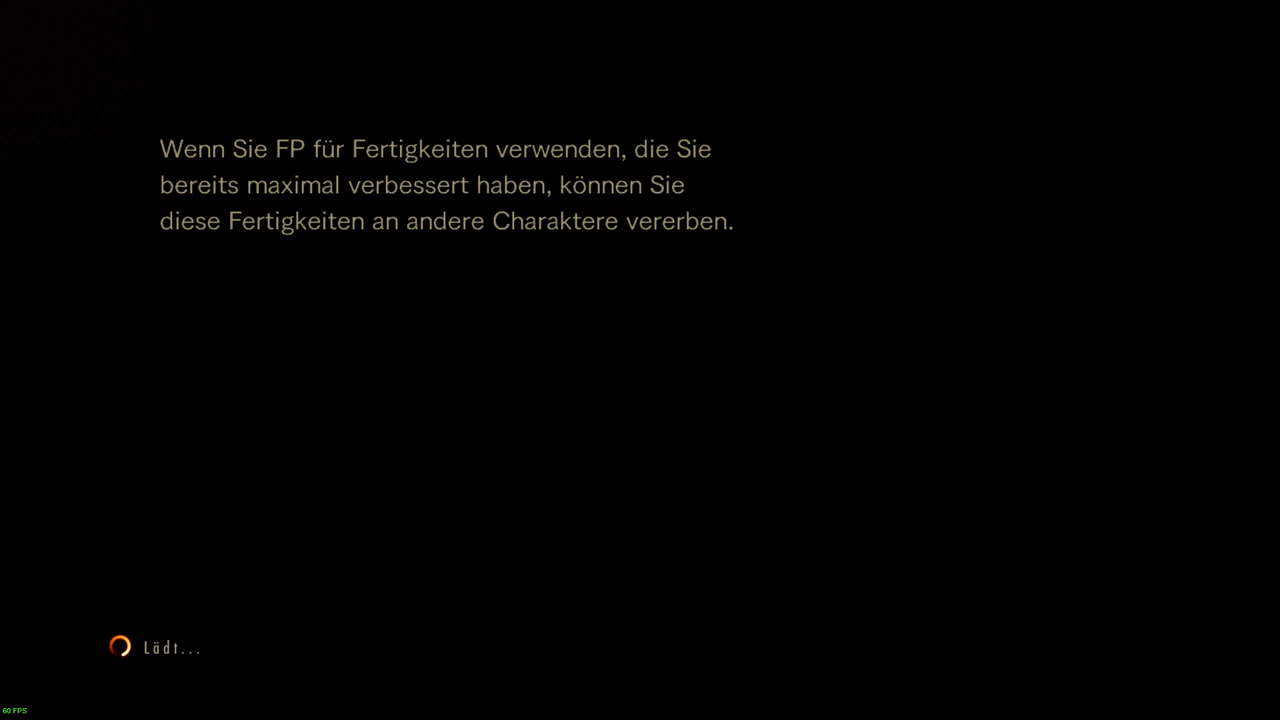 Wenn Sie FP für Fertigkeiten verwenden, die Sie
bereits maximal verbessert haben, können Sie
diese Fertigkeiten an andere Charaktere vererben.
Lädt...
60 FPS